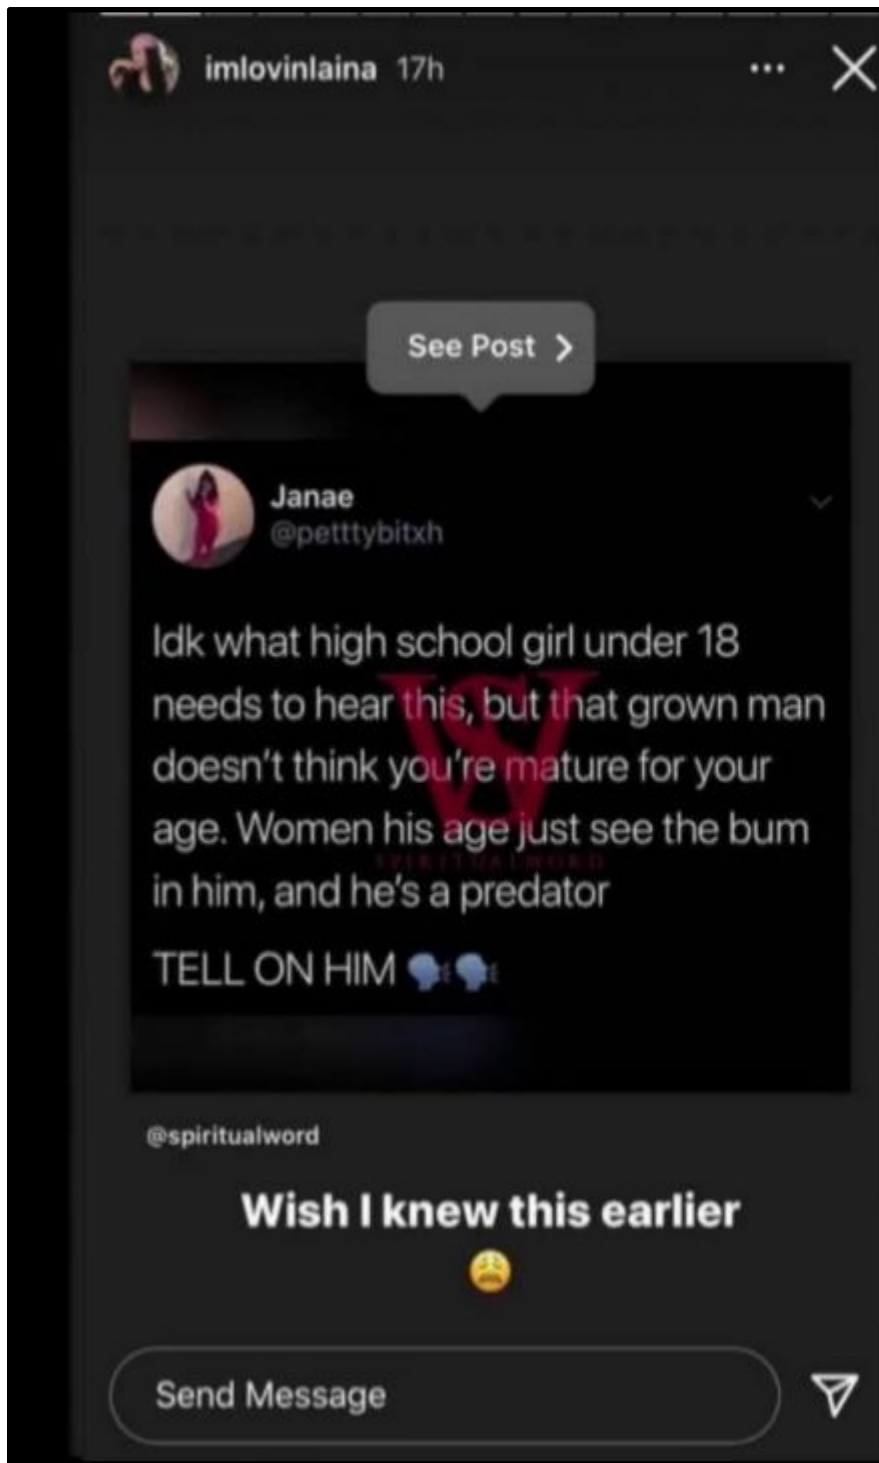 imlovinlaina 17h
See Post
Janae
@petttybitxh
Idk what high school girl under 18
needs to hear this, but that grown man
doesn't think you're mature for your
age. Women his age just see the bum
in him, and he's a predator
TELL ON HIM 🗣🗣
SW
SPIRITUALWORD
@spiritualword
Wish I knew this earlier
😩
Send Message